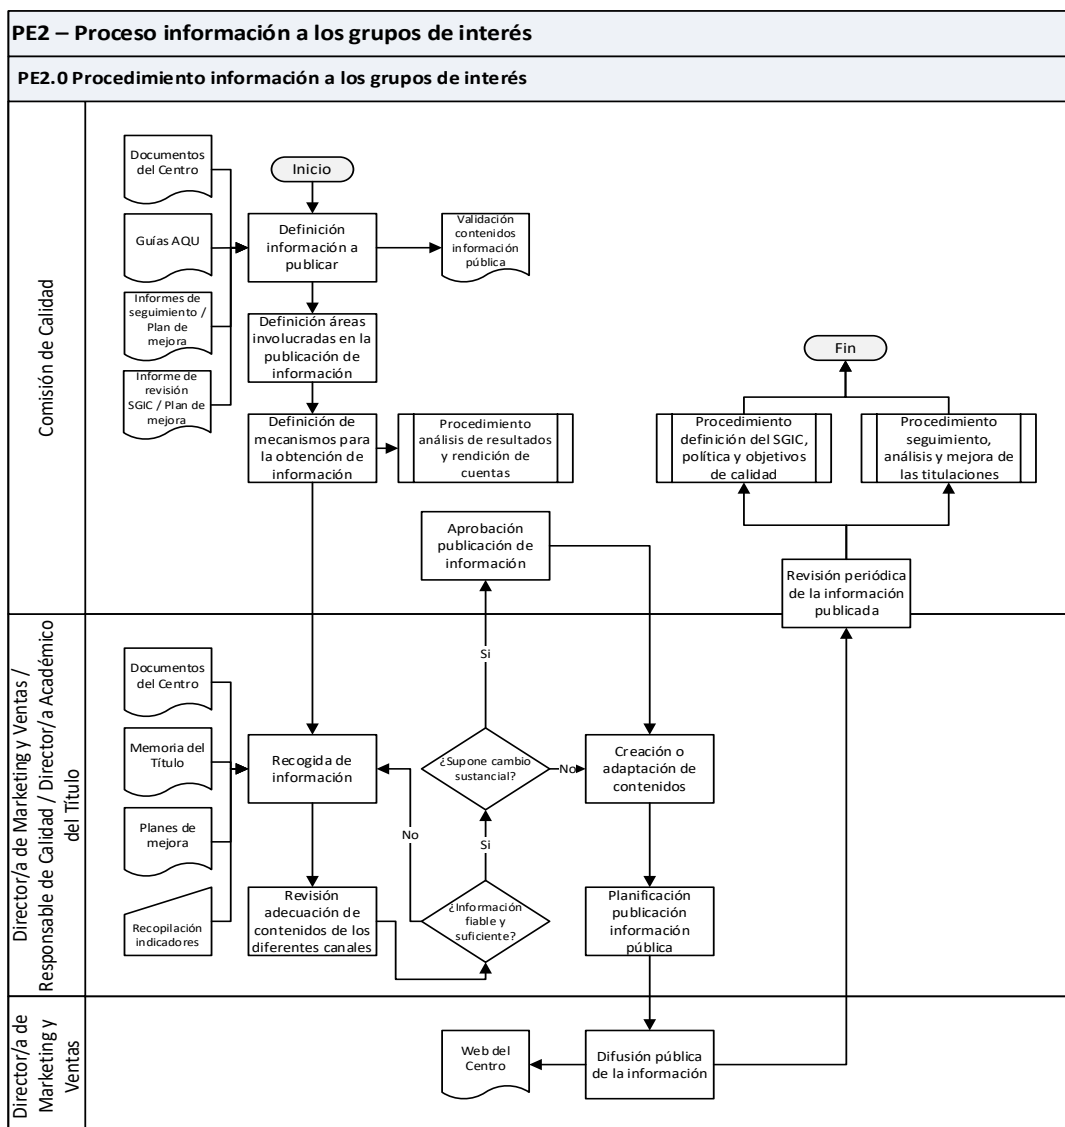 PE2 – Proceso información a los grupos de interés
PE2.0 Procedimiento información a los grupos de interés
Comisión de Calidad
Documentos
del Centro
Inicio
Guías AQU
Definición
información a
publicar
Validación
contenidos
información
pública
Informes de
seguimiento /
Plan de
mejora
Definición áreas
involucradas en la
publicación de
información
Informe de
revisión
SGIC / Plan de
mejora
Definición de
mecanismos para
la obtención de
información
Procedimiento
análisis de resultados
y rendición de
cuentas
Fin
Procedimiento
definición del SGIC,
política y objetivos
de calidad
Procedimiento
seguimiento,
análisis y mejora de
las titulaciones
Aprobación
publicación de
información
Revisión periódica
de la información
publicada
Director/a de Marketing y Ventas /
Responsable de Calidad / Director/a Académico
del Título
Documentos
del Centro
Memoria del
Título
Planes de
mejora
Recopilación
indicadores
Recogida de
información
Si
¿Supone cambio
sustancial?
No
Creación o
adaptación de
contenidos
No
Si
Revisión
adecuación de
contenidos de los
diferentes canales
¿Información
fiable y
suficiente?
Planificación
publicación
información
pública
Director/a de
Marketing y
Ventas
Web del
Centro
Difusión pública
de la información